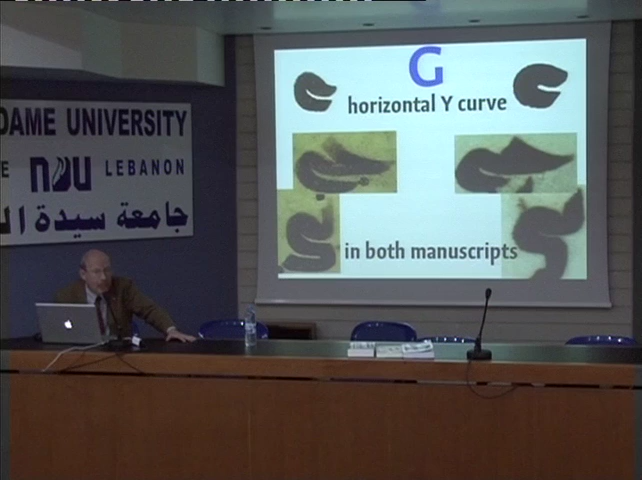 DAME UNIVERSITY
E NDU LEBANON
جامعة سيدة ال
G
horizontal Y curve
in both manuscripts